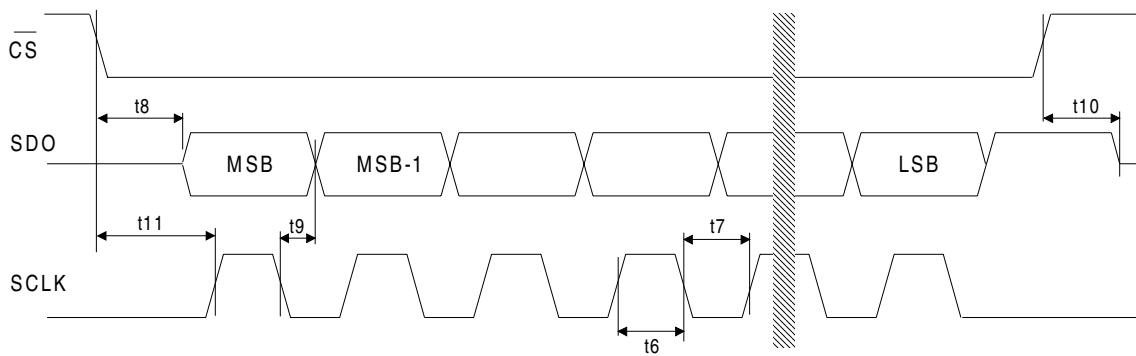 CS
t8
t10
SDO
MSB
MSB-1
LSB
t11
t9
t7
SCLK
t6